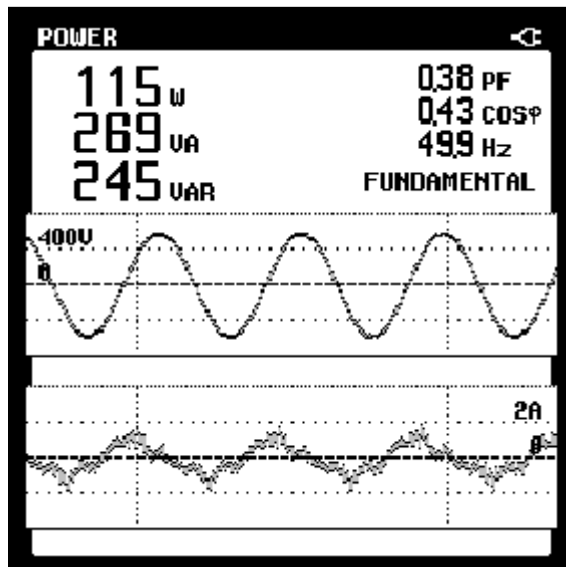 POWER
115 W
0,38 PF
269 VA
0,43 COSφ
245 VAR
49,9 Hz
FUNDAMENTAL
400V
0
2A
0